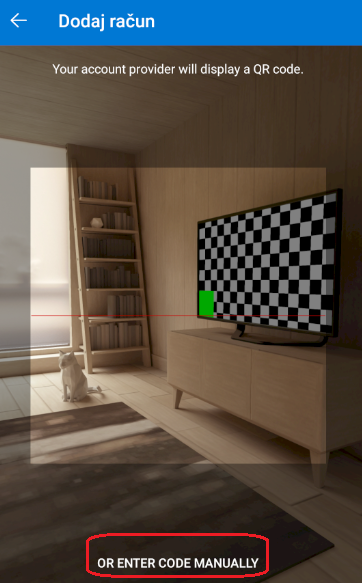 Dodaj račun
Your account provider will display a QR code.
OR ENTER CODE MANUALLY